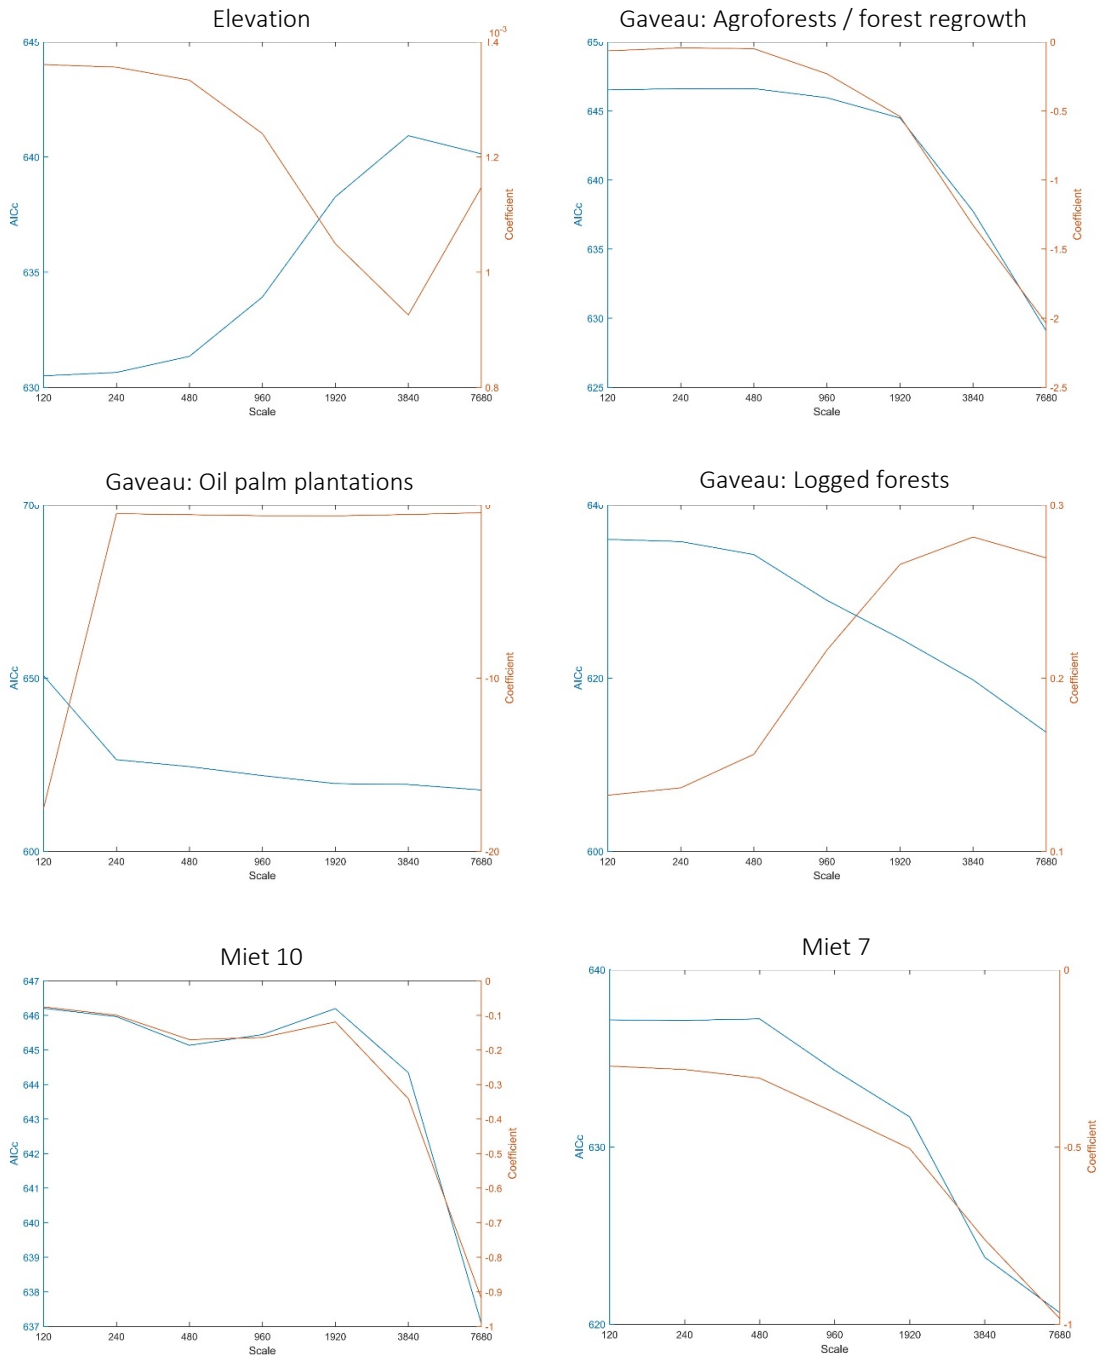 Elevation
10⁻³
645
640
635
630
AICc
1.4
1.2
1
0.8
Coefficient
120 240 480 960 1920 3840 7680
Scale
Gaveau: Agroforests / forest regrowth
650
645
640
635
630
625
AICc
0
-0.5
-1
-1.5
-2
-2.5
Coefficient
120 240 480 960 1920 3840 7680
Scale
Gaveau: Oil palm plantations
700
650
600
AICc
0
-10
-20
Coefficient
120 240 480 960 1920 3840 7680
Scale
Gaveau: Logged forests
640
620
600
AICc
0.3
0.2
0.1
Coefficient
120 240 480 960 1920 3840 7680
Scale
Miet 10
647
646
645
644
643
642
641
640
639
638
637
AICc
0
-0.1
-0.2
-0.3
-0.4
-0.5
-0.6
-0.7
-0.8
-0.9
-1
Coefficient
120 240 480 960 1920 3840 7680
Scale
Miet 7
640
630
620
AICc
0
-0.5
-1
Coefficient
120 240 480 960 1920 3840 7680
Scale